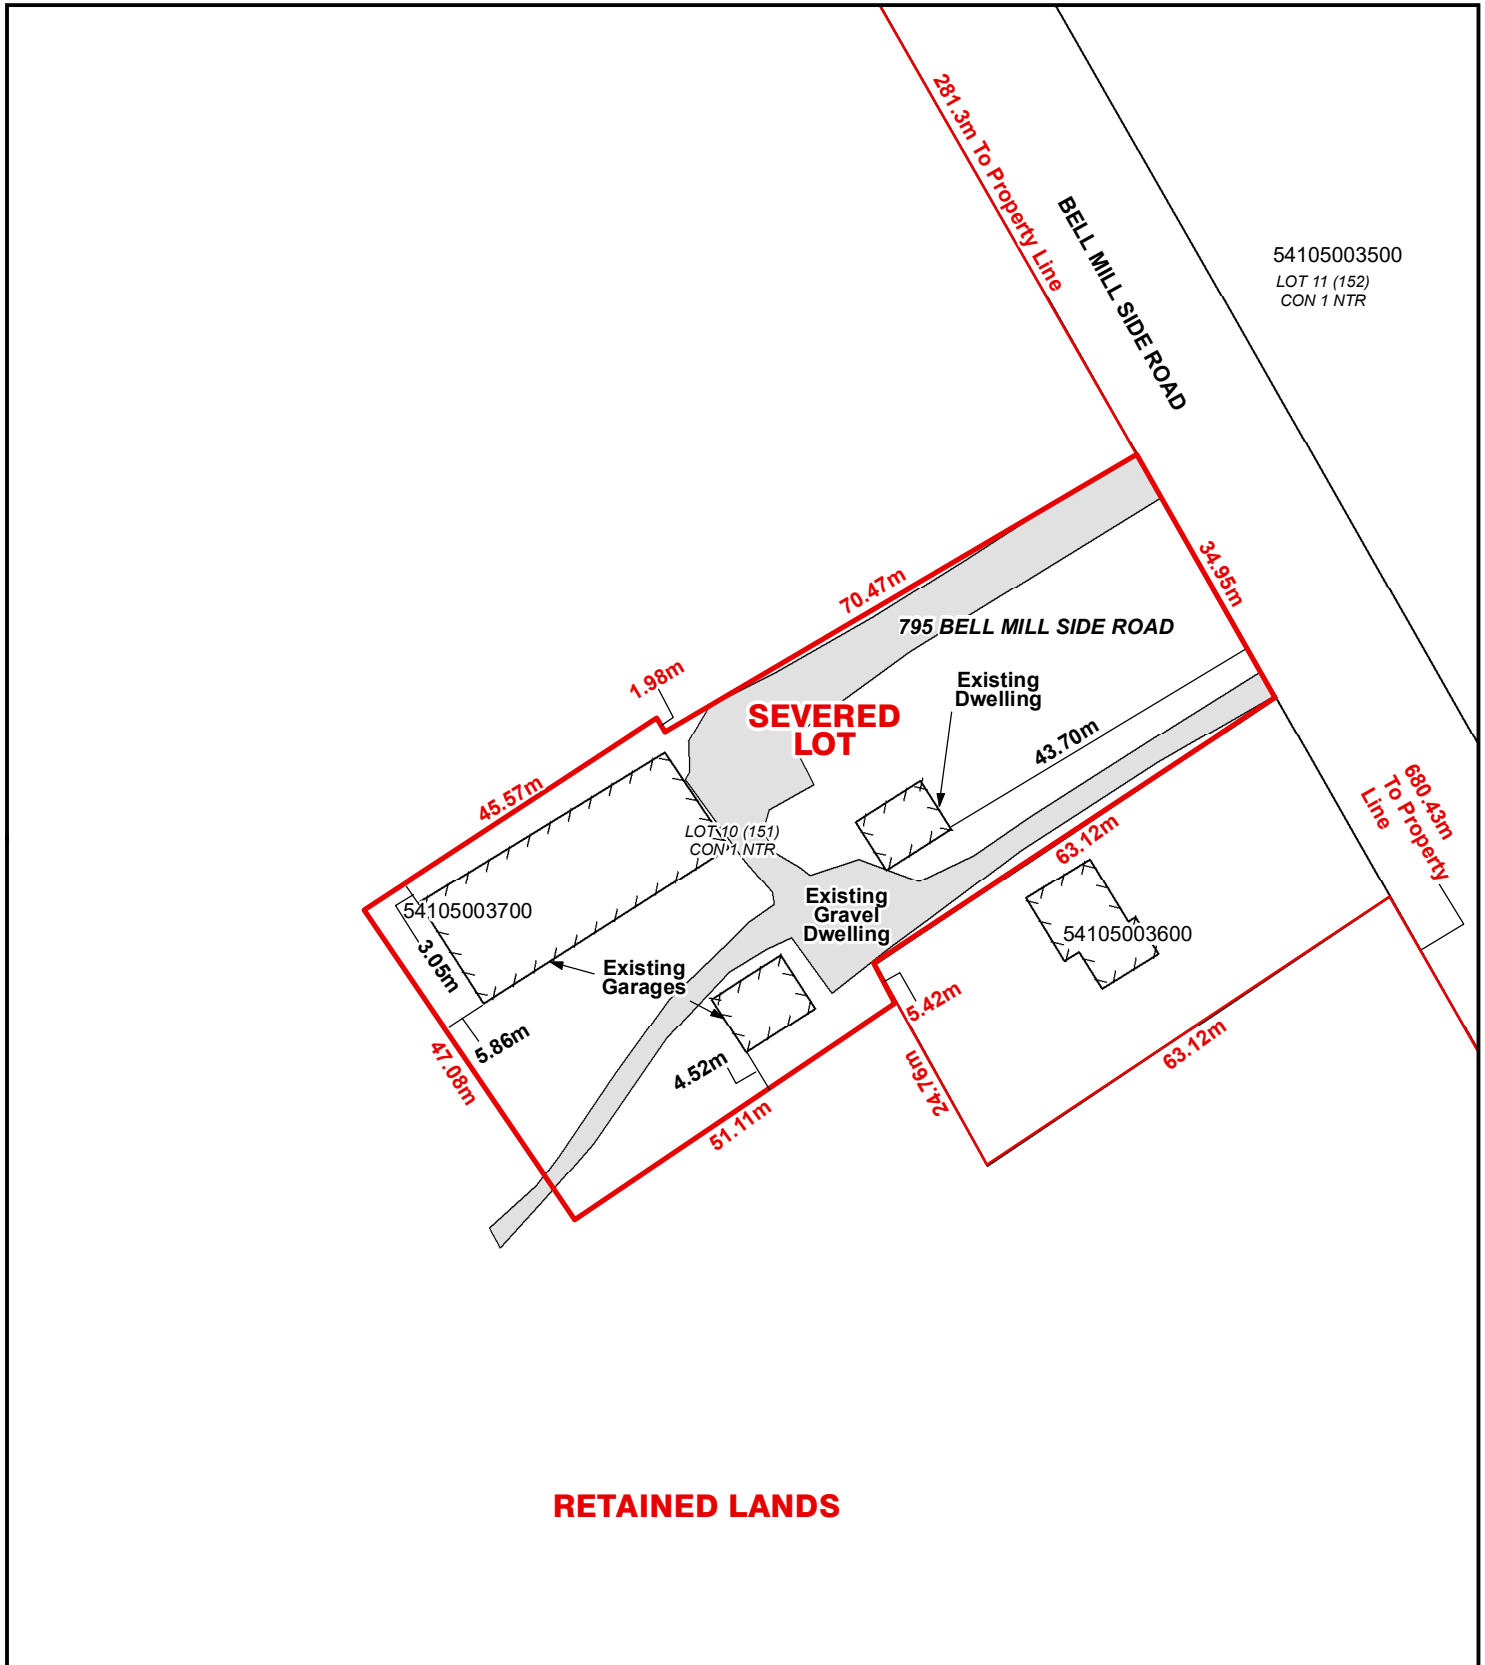 281.3m To Property Line
BELL MILL SIDE ROAD
54105003500
LOT 11 (152)
CON 1 NTR
34.95m
70.47m
795 BELL MILL SIDE ROAD
1.98m
Existing
Dwelling
SEVERED
LOT
43.70m
680.43m
To Property
Line
45.57m
LOT 10 (151)
CON 1 NTR
63.12m
Existing
Gravel
Dwelling
54105003700
54105003600
3.05m
Existing
Garages
5.42m
5.86m
47.08m
4.52m
24.76m
63.12m
51.11m
RETAINED LANDS